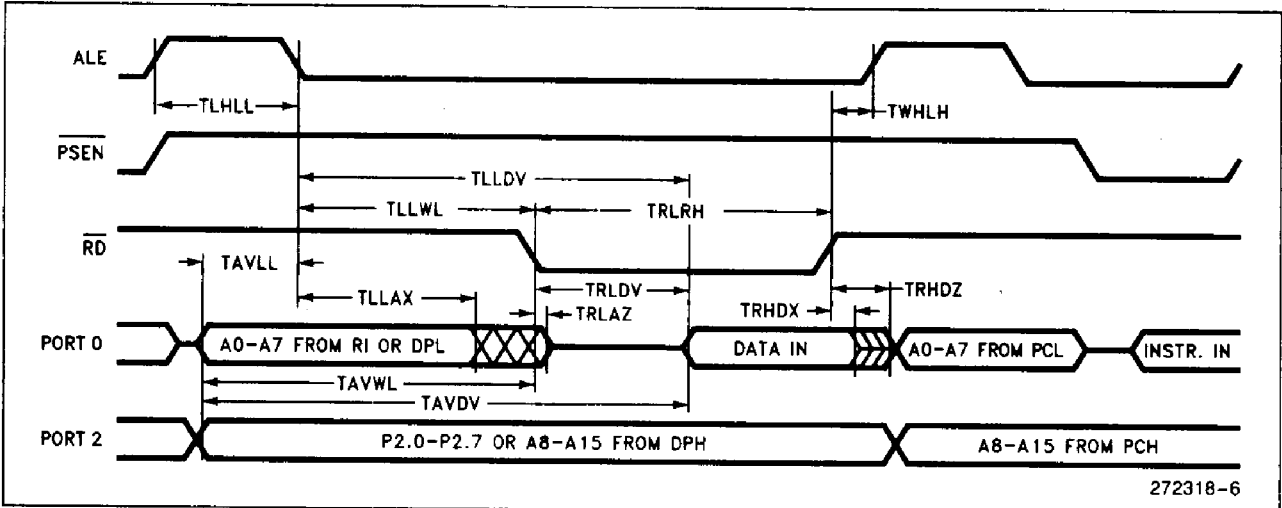 ALE
TLHLL
TWHLH
PSEN
TLLDV
TLLWL
TRLRH
RD
TAVLL
TLLAX
TRLDV
TRLAZ
TRHDX
TRHDZ
PORT 0
A0-A7 FROM RI OR DPL
DATA IN
A0-A7 FROM PCL
INSTR. IN
TAVWL
TAVDV
PORT 2
P2.0-P2.7 OR A8-A15 FROM DPH
A8-A15 FROM PCH
272318-6